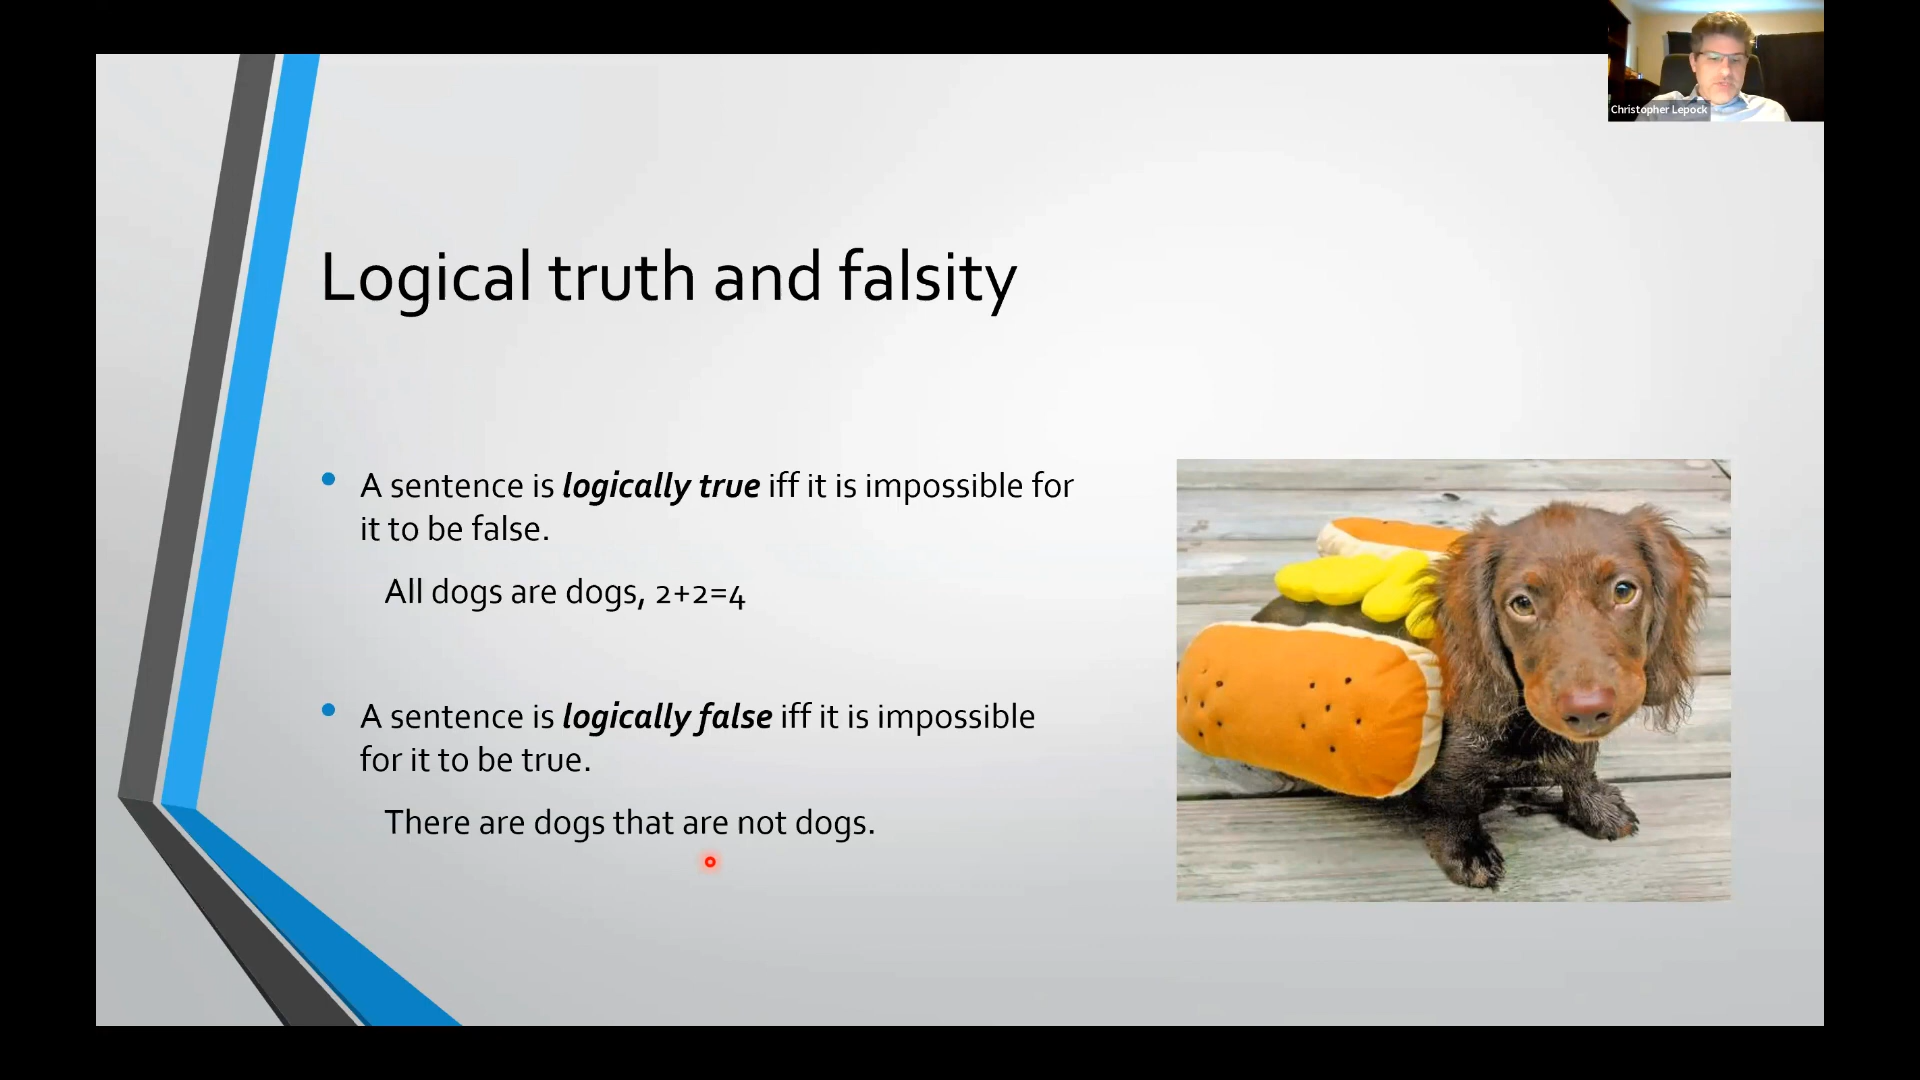 Christopher Lepock
Logical truth and falsity
A sentence is logically true iff it is impossible for
it to be false.
All dogs are dogs, 2+2=4
A sentence is logically false iff it is impossible
for it to be true.
There are dogs that are not dogs.